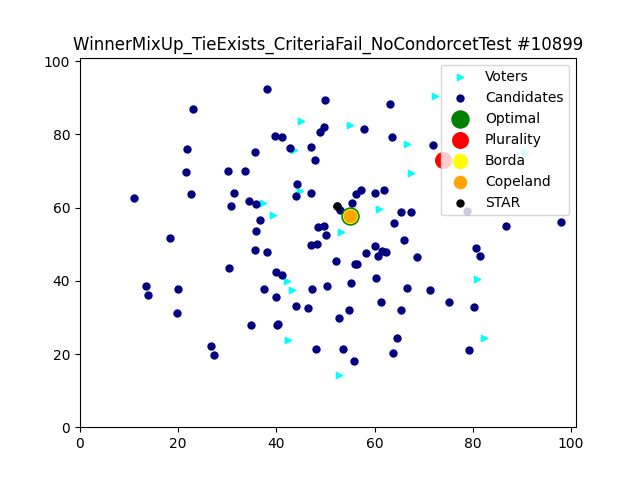 WinnerMixUp_TieExists_CriteriaFail_NoCondorcetTest #10899
100
80
60
40
20
0
0 20 40 60 80 100
Voters
Candidates
Optimal
Plurality
Borda
Copeland
STAR